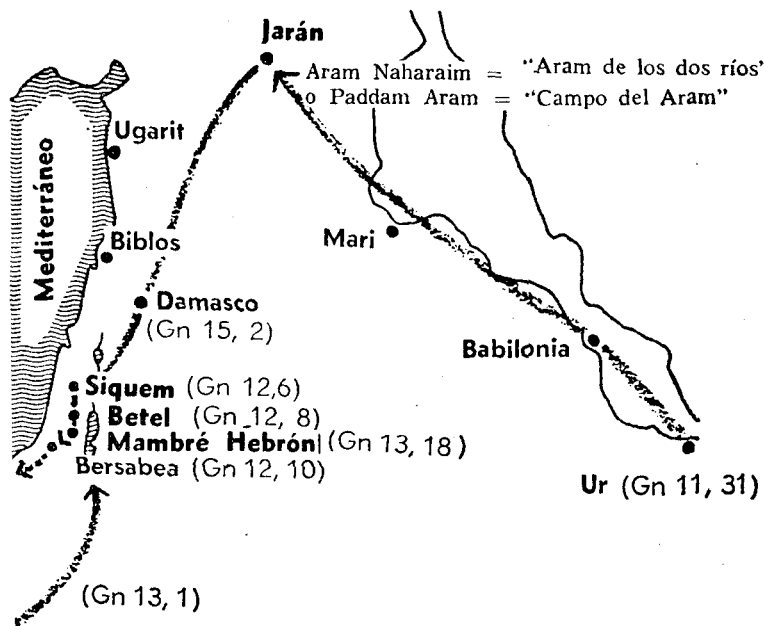 Jarán
Aram Naharaim = "Aram de los dos ríos'
o Paddam Aram = "Campo del Aram"
Ugarit
Mediterráneo
Biblos
Mari
Damasco
(Gn 15, 2)
Babilonia
Siquem (Gn 12,6)
Betel (Gn 12, 8)
Mambré Hebrón (Gn 13, 18)
Bersabea (Gn 12, 10)
Ur (Gn 11, 31)
(Gn 13, 1)